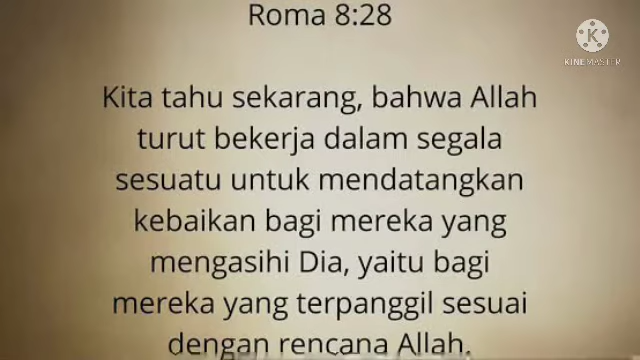 Roma 8:28
KINEMASTER
Kita tahu sekarang, bahwa Allah
turut bekerja dalam segala
sesuatu untuk mendatangkan
kebaikan bagi mereka yang
mengasihi Dia, yaitu bagi
mereka yang terpanggil sesuai
dengan rencana Allah.